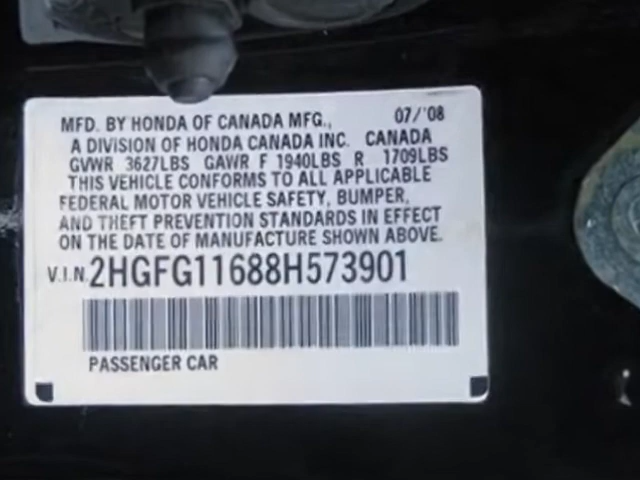 MFD. BY HONDA OF CANADA MFG., 07/'08
A DIVISION OF HONDA CANADA INC. CANADA
GVWR 3627LBS GAWR F 1940LBS R 1709LBS
THIS VEHICLE CONFORMS TO ALL APPLICABLE
FEDERAL MOTOR VEHICLE SAFETY, BUMPER,
AND THEFT PREVENTION STANDARDS IN EFFECT
ON THE DATE OF MANUFACTURE SHOWN ABOVE.
V.I.N. 2HGFG11688H573901
PASSENGER CAR